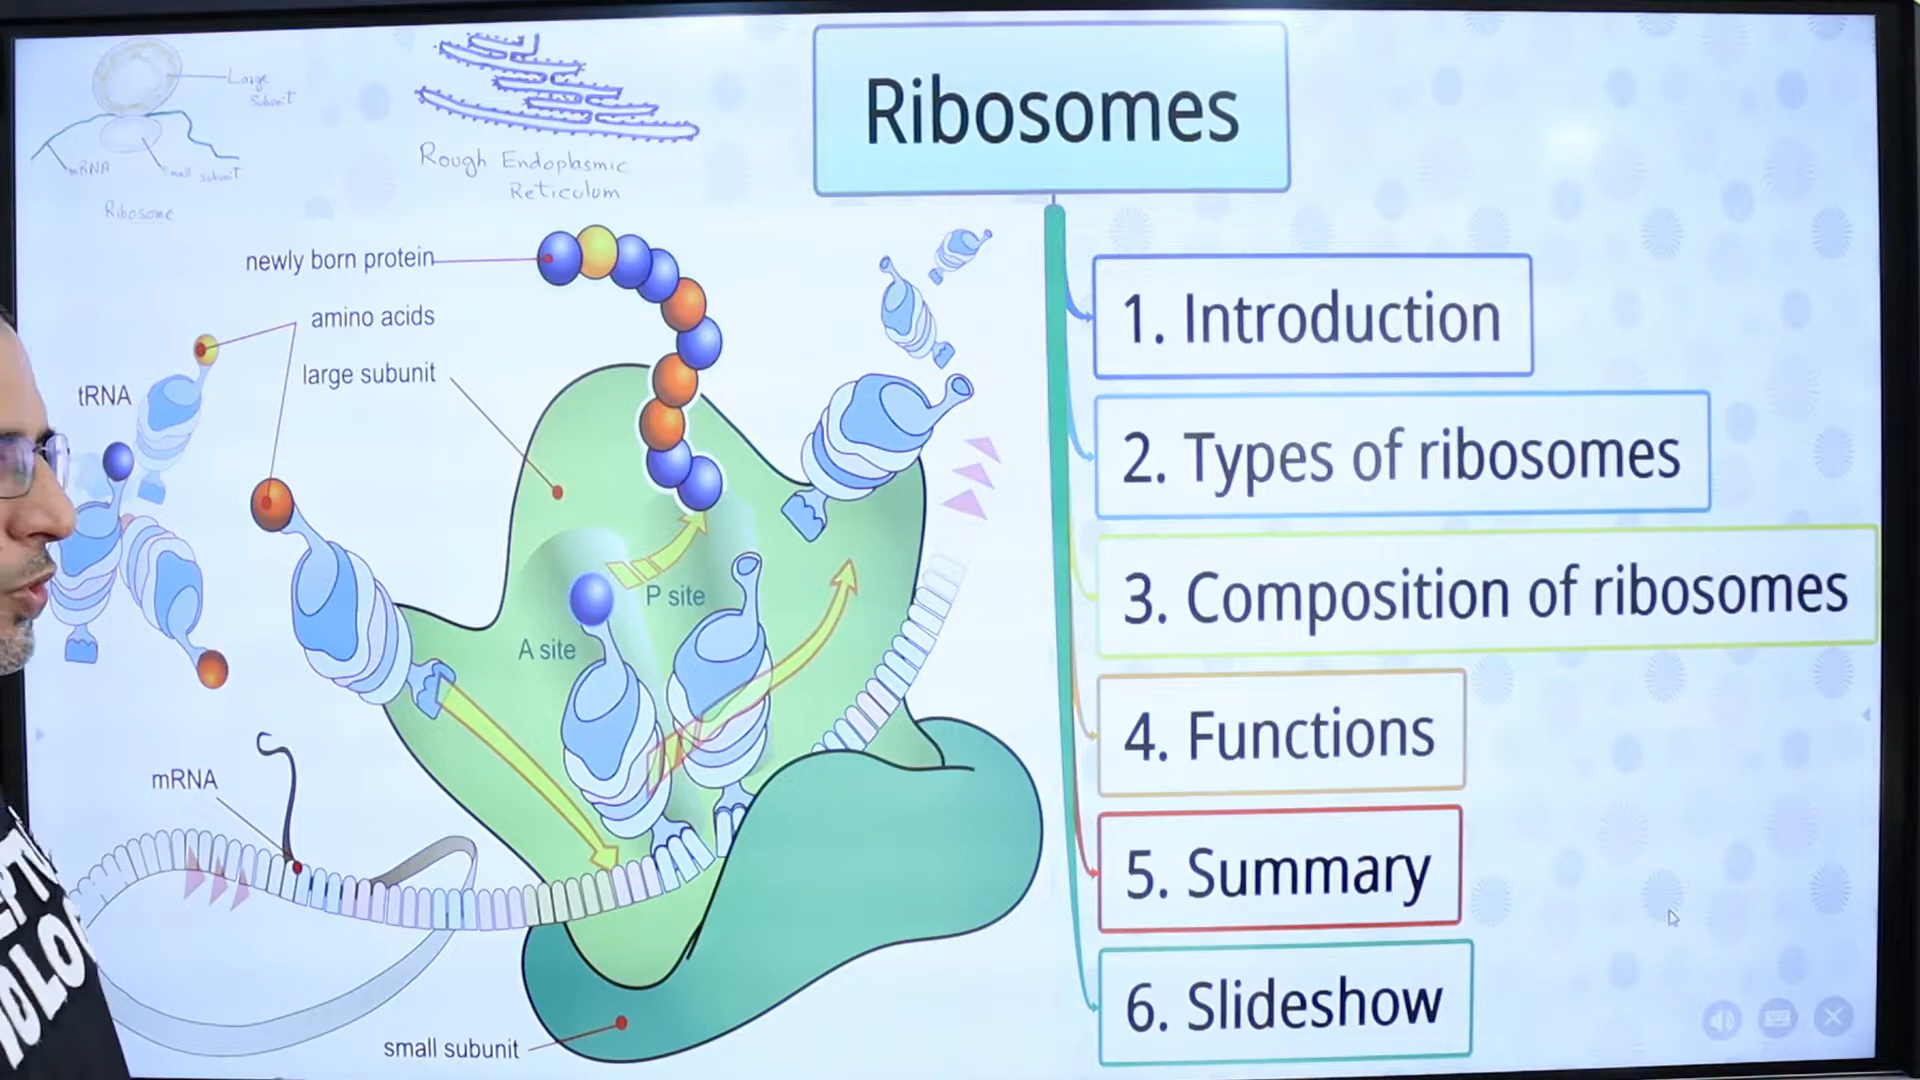 Large
Subunit
mRNA
Small subunit
Ribosome
Rough Endoplasmic
Reticulum
newly born protein
amino acids
large subunit
tRNA
P site
A site
mRNA
small subunit
Ribosomes
1. Introduction
2. Types of ribosomes
3. Composition of ribosomes
4. Functions
5. Summary
6. Slideshow